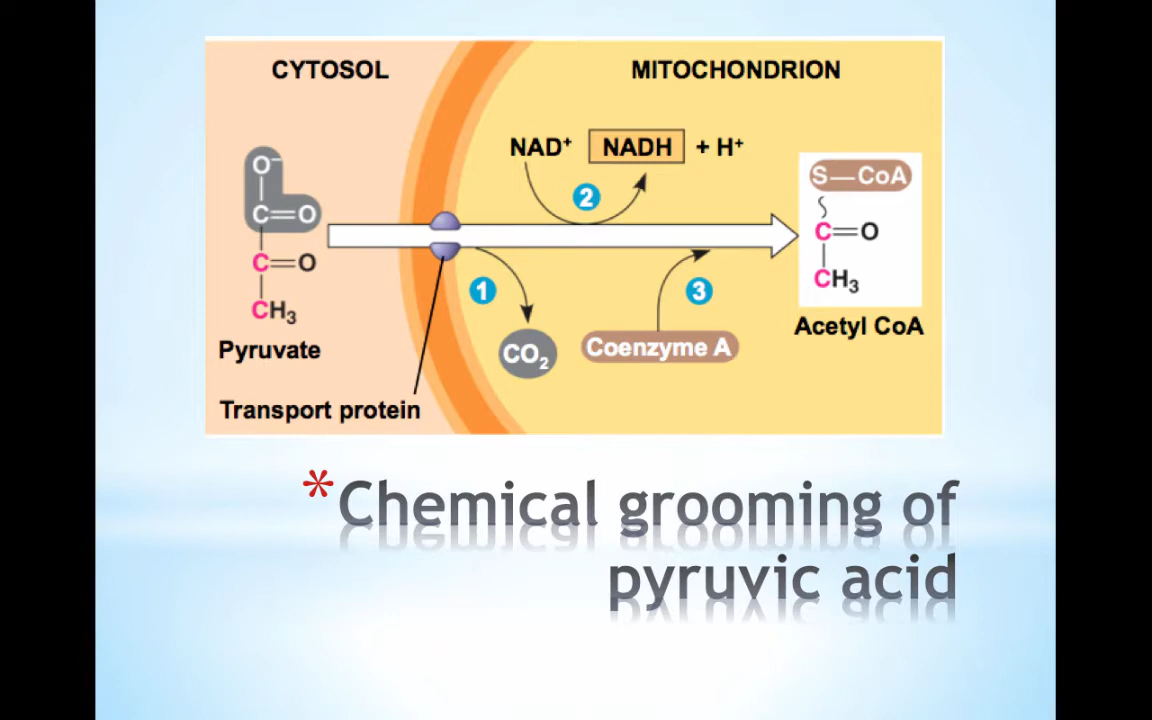 CYTOSOL
MITOCHONDRION
NAD⁺ NADH + H⁺
O⁻
C=O
C=O
CH₃
Pyruvate
Transport protein
2
1
3
CO₂
Coenzyme A
S—CoA
C=O
CH₃
Acetyl CoA
*Chemical grooming of
pyruvic acid